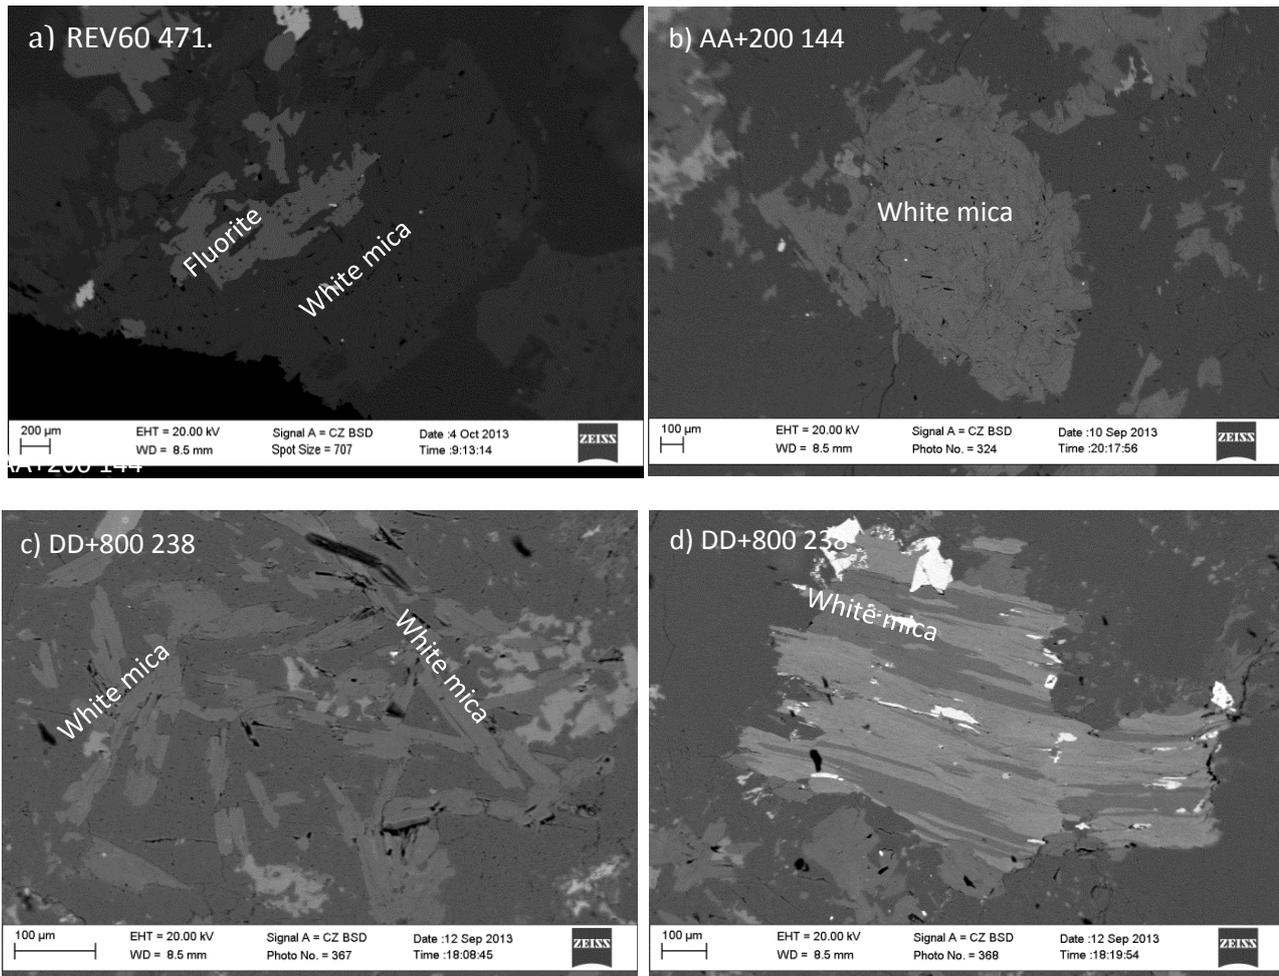 a) REV60 471.
Fluorite
White mica
200 µm
EHT = 20.00 kV
WD = 8.5 mm
Signal A = CZ BSD
Spot Size = 707
Date :4 Oct 2013
Time :9:13:14
ZEISS
AA+200 144
b) AA+200 144
White mica
100 µm
EHT = 20.00 kV
WD = 8.5 mm
Signal A = CZ BSD
Photo No. = 324
Date :10 Sep 2013
Time :20:17:56
ZEISS
c) DD+800 238
White mica
White mica
100 µm
EHT = 20.00 kV
WD = 8.5 mm
Signal A = CZ BSD
Photo No. = 367
Date :12 Sep 2013
Time :18:08:45
ZEISS
d) DD+800 238
White mica
100 µm
EHT = 20.00 kV
WD = 8.5 mm
Signal A = CZ BSD
Photo No. = 368
Date :12 Sep 2013
Time :18:19:54
ZEISS